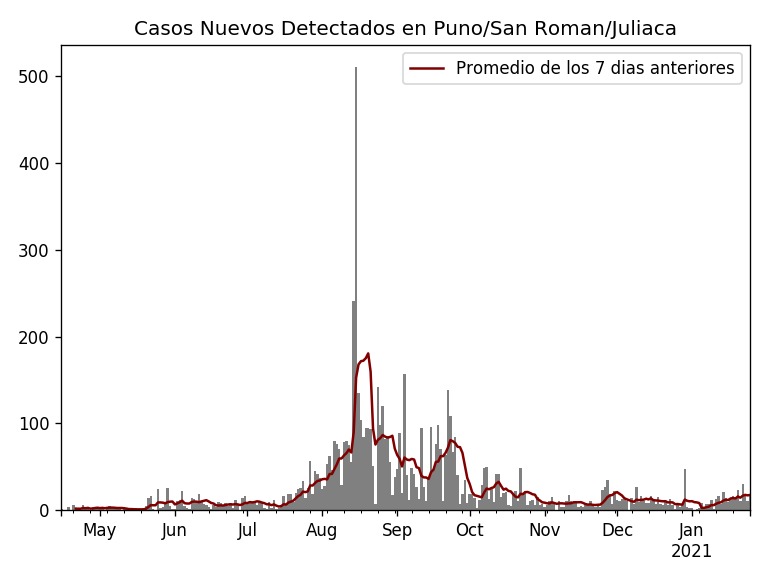 Casos Nuevos Detectados en Puno/San Roman/Juliaca
Promedio de los 7 dias anteriores
500
400
300
200
100
0
May Jun Jul Aug Sep Oct Nov Dec Jan
2021